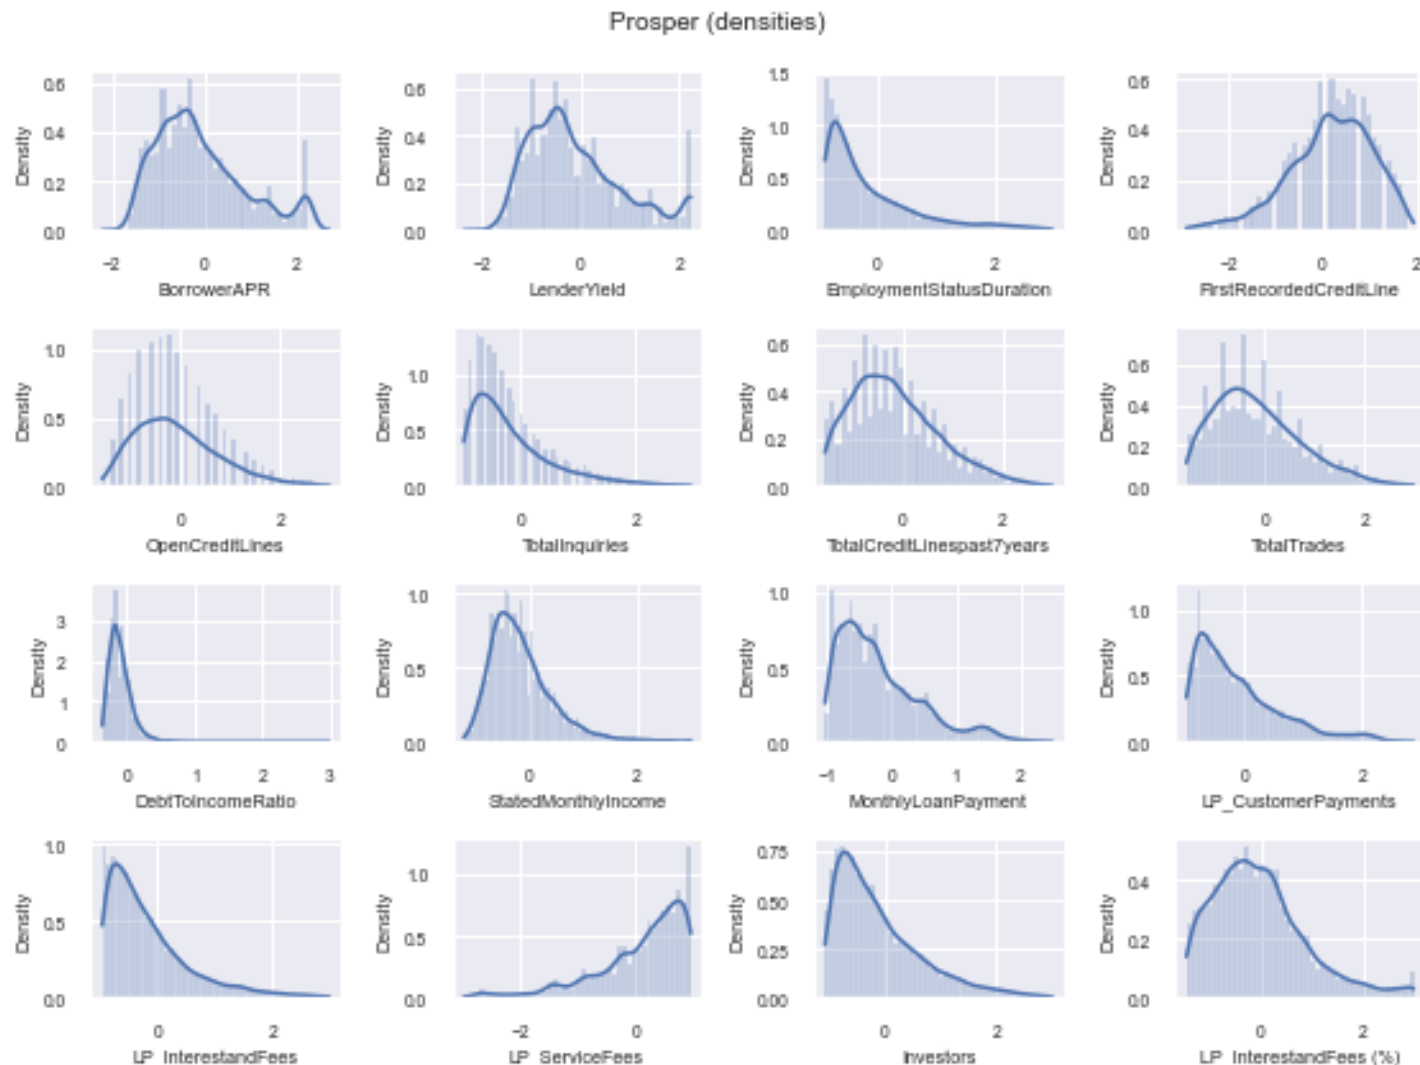 Prosper (densities)
0.6
0.4
0.2
0.0
Density
−2
0
2
BorrowerAPR
0.6
0.4
0.2
0.0
Density
−2
0
2
LenderYield
1.5
1.0
0.5
0.0
Density
0
2
EmploymentStatusDuration
0.6
0.4
0.2
0.0
Density
−2
0
2
FirstRecordedCreditLine
1.0
0.5
0.0
Density
0
2
OpenCreditLines
1.0
0.5
0.0
Density
0
2
TotalInquiries
0.6
0.4
0.2
0.0
Density
0
2
TotalCreditLinespast7years
0.6
0.4
0.2
0.0
Density
0
2
TotalTrades
3
2
1
0
Density
0
1
2
3
DebtToIncomeRatio
1.0
0.5
0.0
Density
0
2
StatedMonthlyIncome
1.0
0.5
0.0
Density
−1
0
1
2
MonthlyLoanPayment
1.0
0.5
0.0
Density
0
2
LP_CustomerPayments
1.0
0.5
0.0
Density
0
2
LP_InterestandFees
1.0
0.5
0.0
Density
−2
0
LP_ServiceFees
0.75
0.50
0.25
0.00
Density
0
2
Investors
0.4
0.2
0.0
Density
0
2
LP_InterestandFees (%)